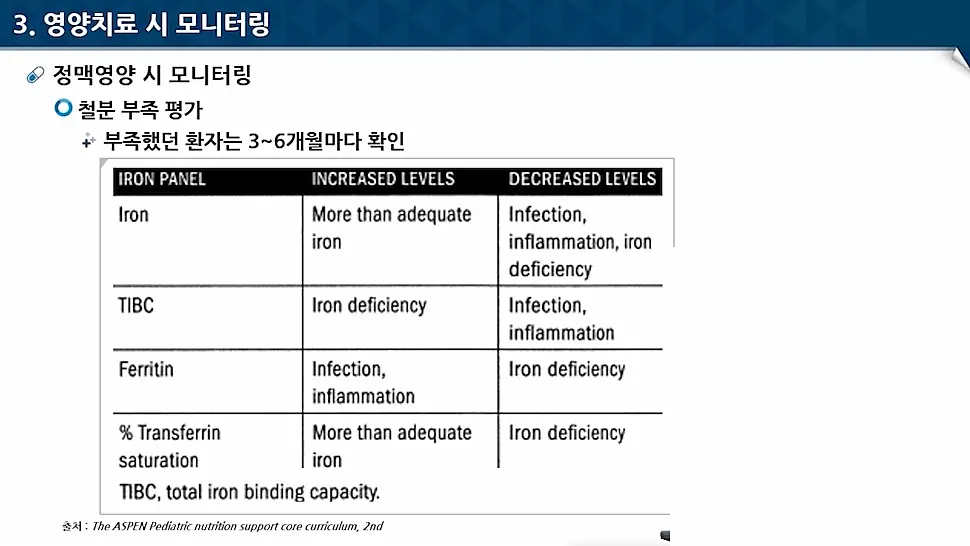 3. 영양치료 시 모니터링
정맥영양 시 모니터링
철분 부족 평가
부족했던 환자는 3~6개월마다 확인
IRON PANEL INCREASED LEVELS DECREASED LEVELS
Iron More than adequate Infection,
iron inflammation, iron
deficiency
TIBC Iron deficiency Infection,
inflammation
Ferritin Infection, Iron deficiency
inflammation
% Transferrin More than adequate Iron deficiency
saturation iron
TIBC, total iron binding capacity.
출처 : The ASPEN Pediatric nutrition support core curriculum, 2nd